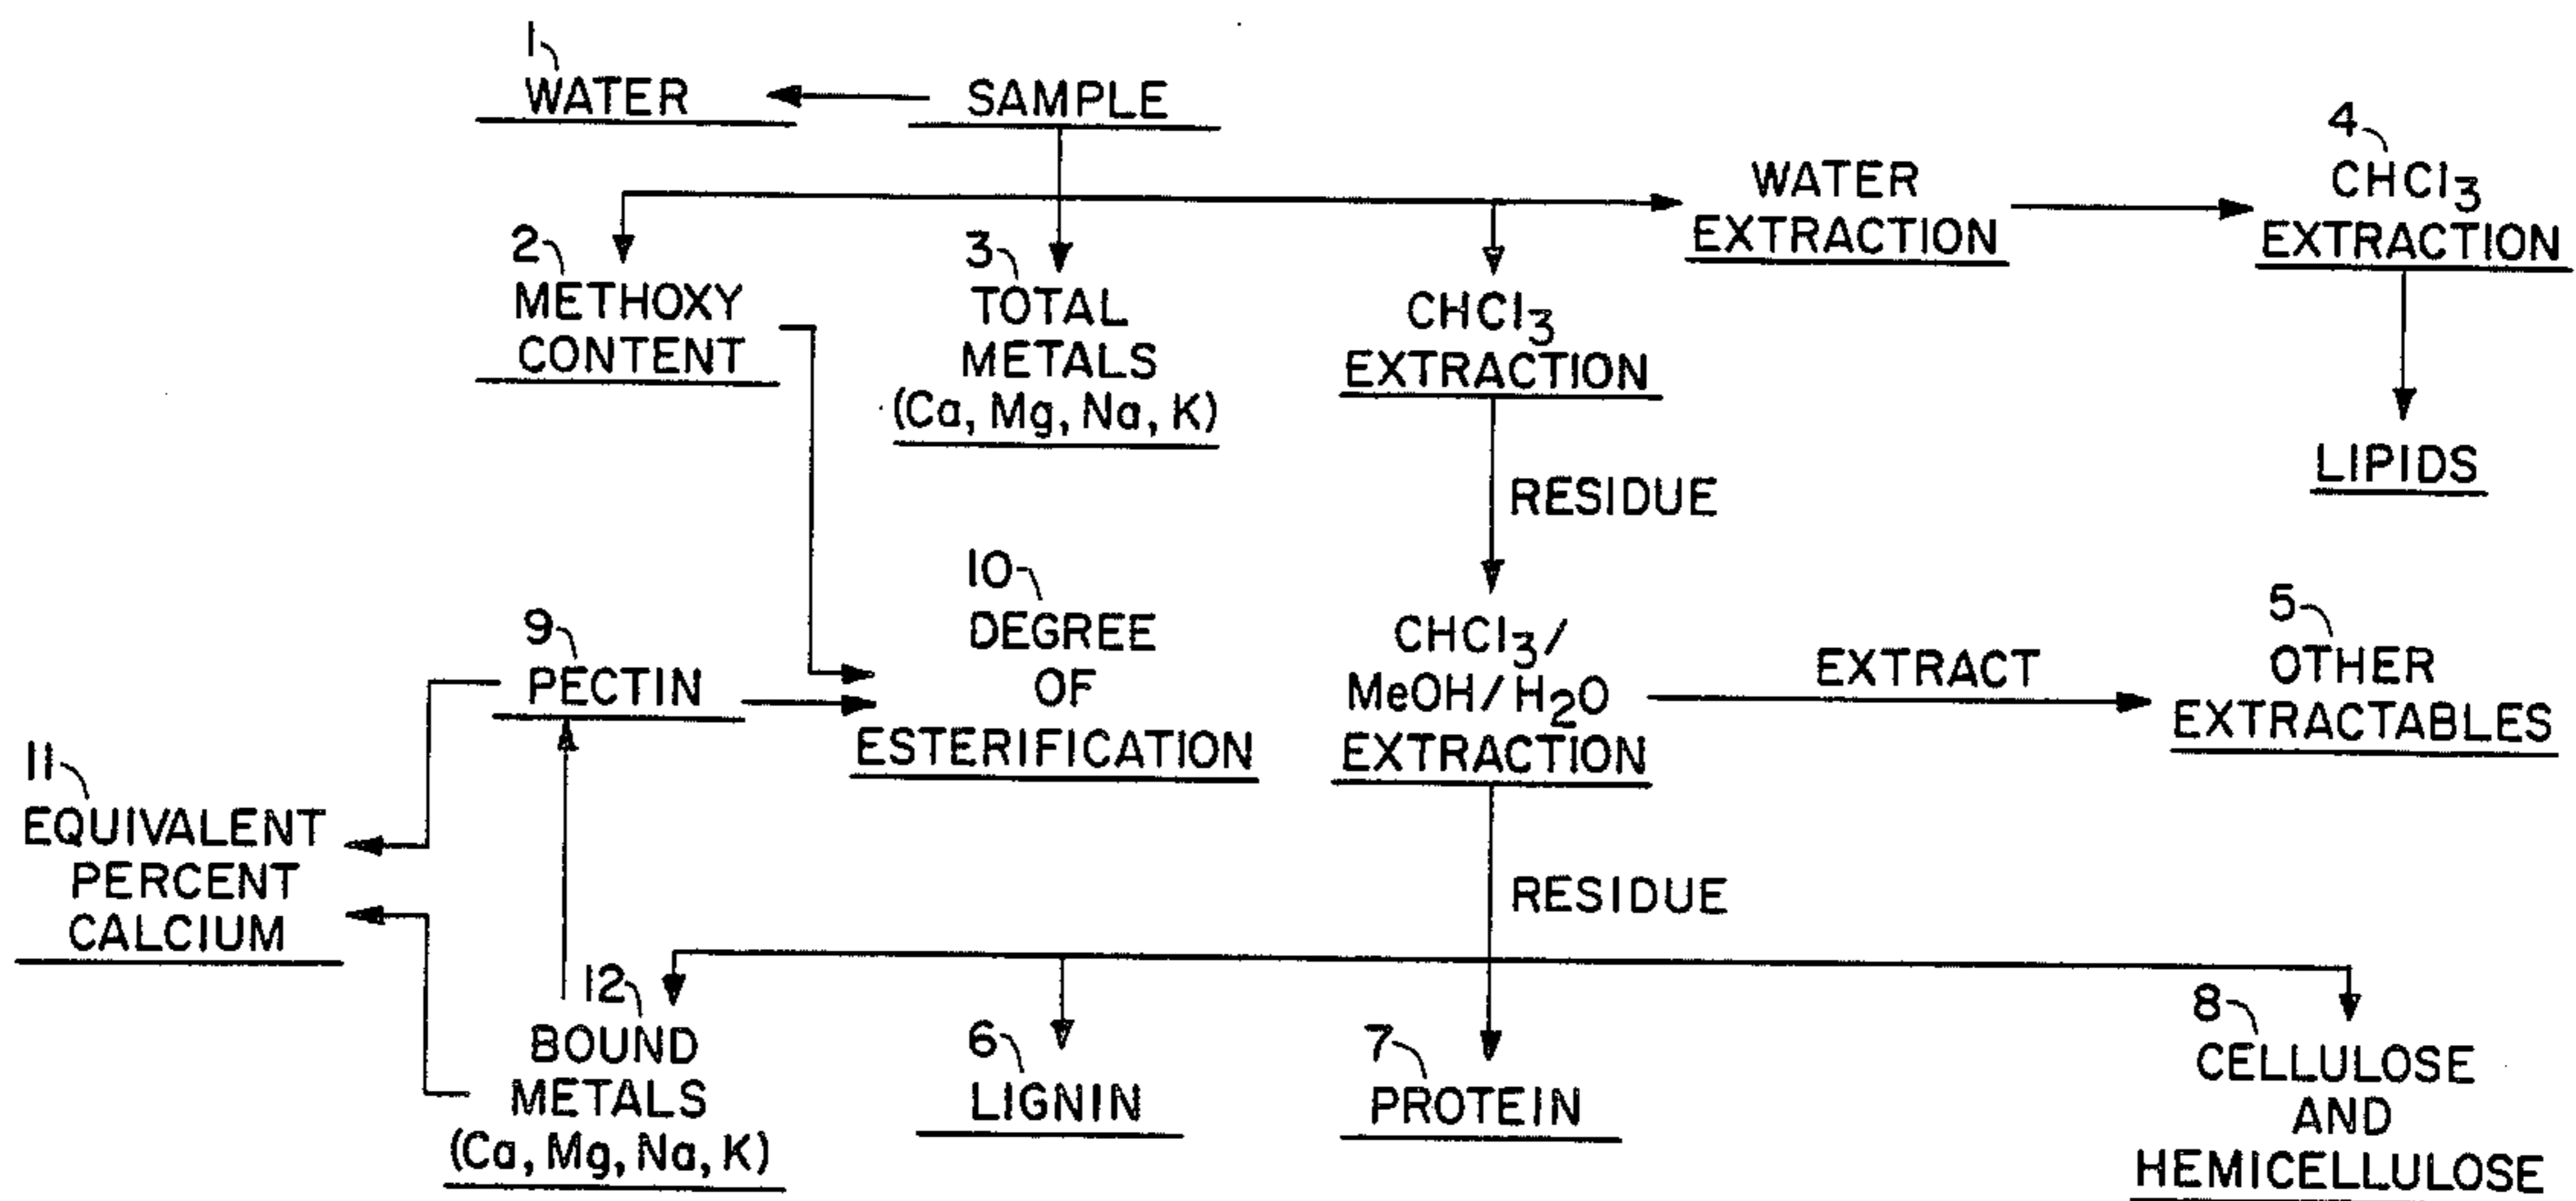 1
WATER
SAMPLE
4
CHCl3
EXTRACTION
WATER
EXTRACTION
2
METHOXY
CONTENT
3
TOTAL
METALS
(Ca, Mg, Na, K)
CHCl3
EXTRACTION
LIPIDS
RESIDUE
10
DEGREE
OF
ESTERIFICATION
9
PECTIN
CHCl3/
MeOH/H2O
EXTRACTION
EXTRACT
5
OTHER
EXTRACTABLES
11
EQUIVALENT
PERCENT
CALCIUM
RESIDUE
12
BOUND
METALS
(Ca, Mg, Na, K)
6
LIGNIN
7
PROTEIN
8
CELLULOSE
AND
HEMICELLULOSE